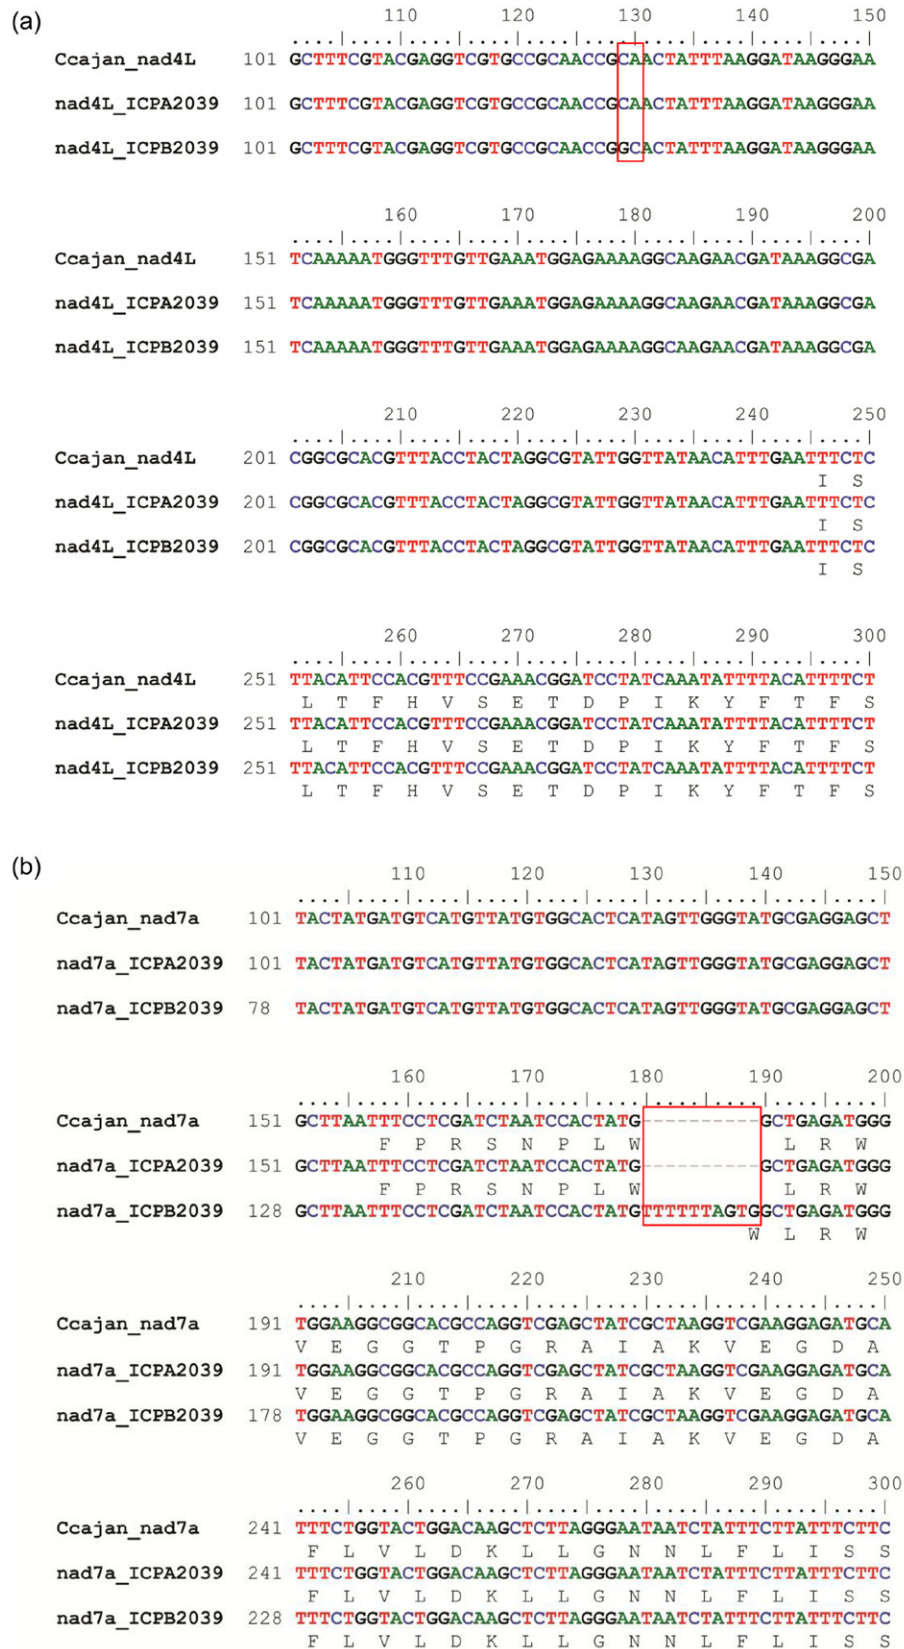 (a)
110 120 130 140 150
....|....|....|....|....|....|....|....|....|....|
Ccajan_nad4L 101 GCTTTCGTACGAGGTCGTGCCGCAACCGCAACTATTTAAGGATAAGGGAA
nad4L_ICPA2039 101 GCTTTCGTACGAGGTCGTGCCGCAACCGCAACTATTTAAGGATAAGGGAA
nad4L_ICPB2039 101 GCTTTCGTACGAGGTCGTGCCGCAACCGGCACTATTTAAGGATAAGGGAA
160 170 180 190 200
....|....|....|....|....|....|....|....|....|....|
Ccajan_nad4L 151 TCAAAAATGGGTTTGTTGAAATGGAGAAAAGGCAAGAACGATAAAGGCGA
nad4L_ICPA2039 151 TCAAAAATGGGTTTGTTGAAATGGAGAAAAGGCAAGAACGATAAAGGCGA
nad4L_ICPB2039 151 TCAAAAATGGGTTTGTTGAAATGGAGAAAAGGCAAGAACGATAAAGGCGA
210 220 230 240 250
....|....|....|....|....|....|....|....|....|....|
Ccajan_nad4L 201 CGGCGCACGTTTACCTACTAGGCGTATTGGTTATAACATTTGAATTTCTC
I S
nad4L_ICPA2039 201 CGGCGCACGTTTACCTACTAGGCGTATTGGTTATAACATTTGAATTTCTC
I S
nad4L_ICPB2039 201 CGGCGCACGTTTACCTACTAGGCGTATTGGTTATAACATTTGAATTTCTC
I S
260 270 280 290 300
....|....|....|....|....|....|....|....|....|....|
Ccajan_nad4L 251 TTACATTCCACGTTTCCGAAACGGATCCTATCAAATATTTTACATTTTCT
L T F H V S E T D P I K Y F T F S
nad4L_ICPA2039 251 TTACATTCCACGTTTCCGAAACGGATCCTATCAAATATTTTACATTTTCT
L T F H V S E T D P I K Y F T F S
nad4L_ICPB2039 251 TTACATTCCACGTTTCCGAAACGGATCCTATCAAATATTTTACATTTTCT
L T F H V S E T D P I K Y F T F S
(b)
110 120 130 140 150
....|....|....|....|....|....|....|....|....|....|
Ccajan_nad7a 101 TACTATGATGTCATGTTATGTGGCACTCATAGTTGGGTATGCGAGGAGCT
nad7a_ICPA2039 101 TACTATGATGTCATGTTATGTGGCACTCATAGTTGGGTATGCGAGGAGCT
nad7a_ICPB2039 78 TACTATGATGTCATGTTATGTGGCACTCATAGTTGGGTATGCGAGGAGCT
160 170 180 190 200
....|....|....|....|....|....|....|....|....|....|
Ccajan_nad7a 151 GCTTAATTTCCTCGATCTAATCCACTATG----------GCTGAGATGGG
F P R S N P L W L R W
nad7a_ICPA2039 151 GCTTAATTTCCTCGATCTAATCCACTATG----------GCTGAGATGGG
F P R S N P L W L R W
nad7a_ICPB2039 128 GCTTAATTTCCTCGATCTAATCCACTATGTTTTTTAGTGGCTGAGATGGG
W L R W
210 220 230 240 250
....|....|....|....|....|....|....|....|....|....|
Ccajan_nad7a 191 TGGAAGGCGGCACGCCAGGTCGAGCTATCGCTAAGGTCGAAGGAGATGCA
V E G G T P G R A I A K V E G D A
nad7a_ICPA2039 191 TGGAAGGCGGCACGCCAGGTCGAGCTATCGCTAAGGTCGAAGGAGATGCA
V E G G T P G R A I A K V E G D A
nad7a_ICPB2039 178 TGGAAGGCGGCACGCCAGGTCGAGCTATCGCTAAGGTCGAAGGAGATGCA
V E G G T P G R A I A K V E G D A
260 270 280 290 300
....|....|....|....|....|....|....|....|....|....|
Ccajan_nad7a 241 TTTCTGGTACTGGACAAGCTCTTAGGGAATAATCTATTTCTTATTTCTTC
F L V L D K L L G N N L F L I S S
nad7a_ICPA2039 241 TTTCTGGTACTGGACAAGCTCTTAGGGAATAATCTATTTCTTATTTCTTC
F L V L D K L L G N N L F L I S S
nad7a_ICPB2039 228 TTTCTGGTACTGGACAAGCTCTTAGGGAATAATCTATTTCTTATTTCTTC
F L V L D K L L G N N L F L I S S